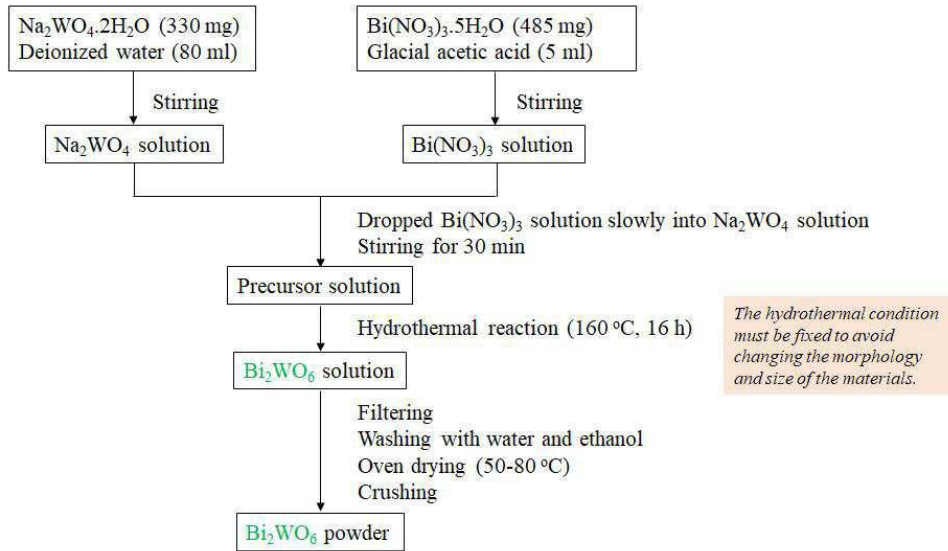 Na₂WO₄.2H₂O (330 mg)
Deionized water (80 ml)
Bi(NO₃)₃.5H₂O (485 mg)
Glacial acetic acid (5 ml)
Stirring
Stirring
Na₂WO₄ solution
Bi(NO₃)₃ solution
Dropped Bi(NO₃)₃ solution slowly into Na₂WO₄ solution
Stirring for 30 min
Precursor solution
Hydrothermal reaction (160 ºC, 16 h)
The hydrothermal condition
must be fixed to avoid
changing the morphology
and size of the materials.
Bi₂WO₆ solution
Filtering
Washing with water and ethanol
Oven drying (50-80 ºC)
Crushing
Bi₂WO₆ powder